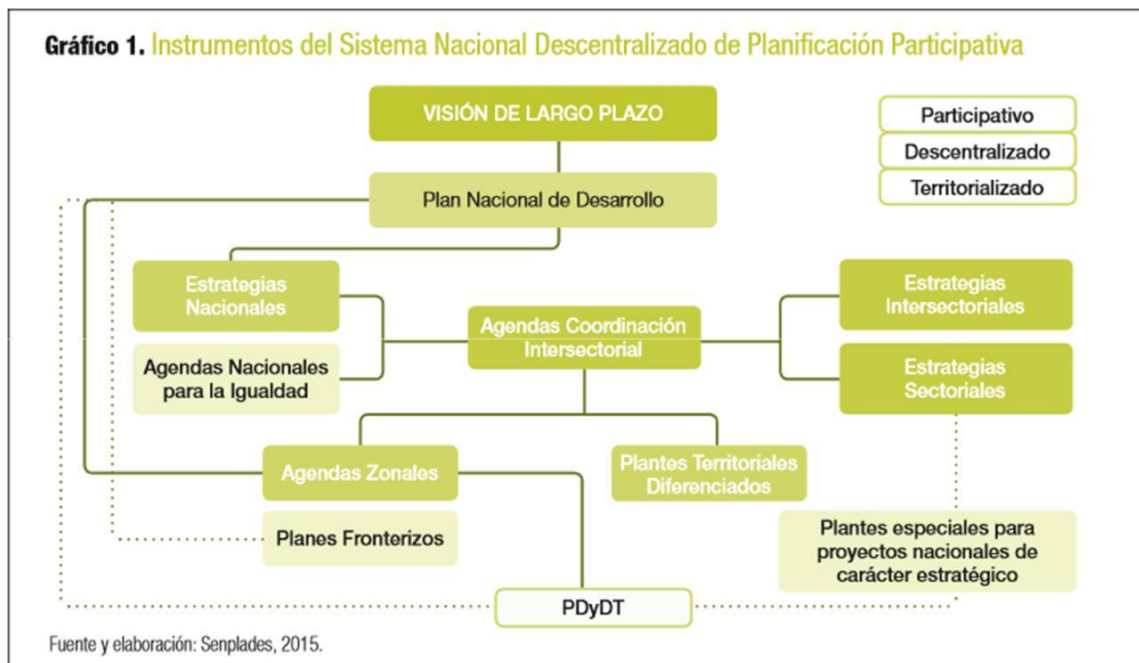 Gráfico 1. Instrumentos del Sistema Nacional Descentralizado de Planificación Participativa
VISIÓN DE LARGO PLAZO
Participativo
Descentralizado
Territorializado
Plan Nacional de Desarrollo
Estrategias
Nacionales
Agendas Nacionales
para la Igualdad
Agendas Coordinación
Intersectorial
Estrategias
Intersectoriales
Estrategias
Sectoriales
Agendas Zonales
Plantes Territoriales
Diferenciados
Planes Fronterizos
Plantes especiales para
proyectos nacionales de
carácter estratégico
PDyDT
Fuente y elaboración: Senplades, 2015.